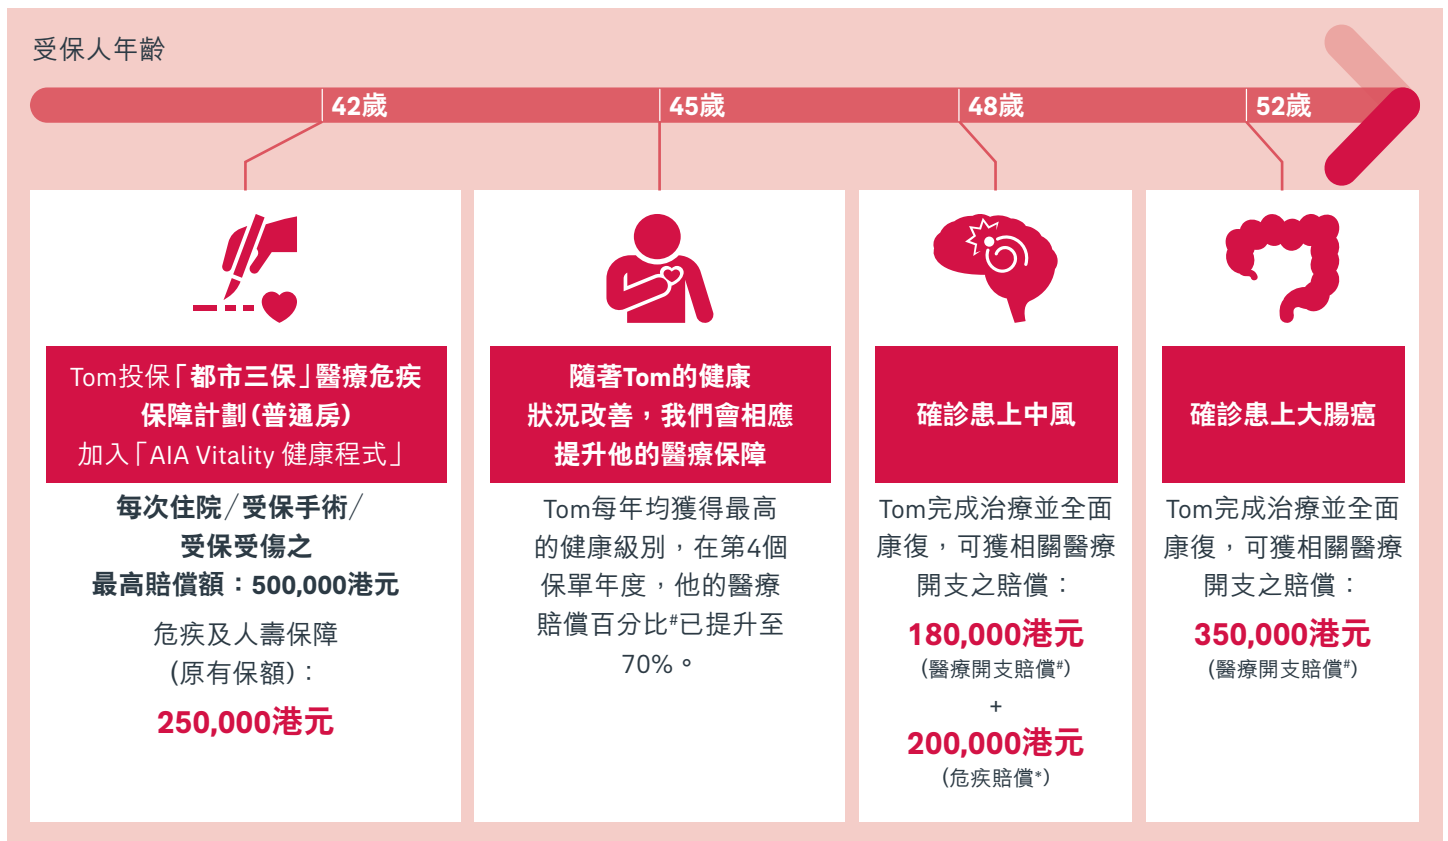 受保人年齡
42歲
45歲
48歲
52歲
Tom投保「都市三保」醫療危疾
保障計劃(普通房)
加入「AIA Vitality 健康程式」
每次住院/受保手術/
受保受傷之
最高賠償額：500,000港元
危疾及人壽保障
(原有保額)：
250,000港元
隨著Tom的健康
狀況改善，我們會相應
提升他的醫療保障
Tom每年均獲得最高
的健康級別，在第4個
保單年度，他的醫療
賠償百分比#已提升至
70%。
確診患上中風
Tom完成治療並全面
康復，可獲相關醫療
開支之賠償：
180,000港元
(醫療開支賠償#)
+
200,000港元
(危疾賠償*)
確診患上大腸癌
Tom完成治療並全面
康復，可獲相關醫療
開支之賠償：
350,000港元
(醫療開支賠償#)